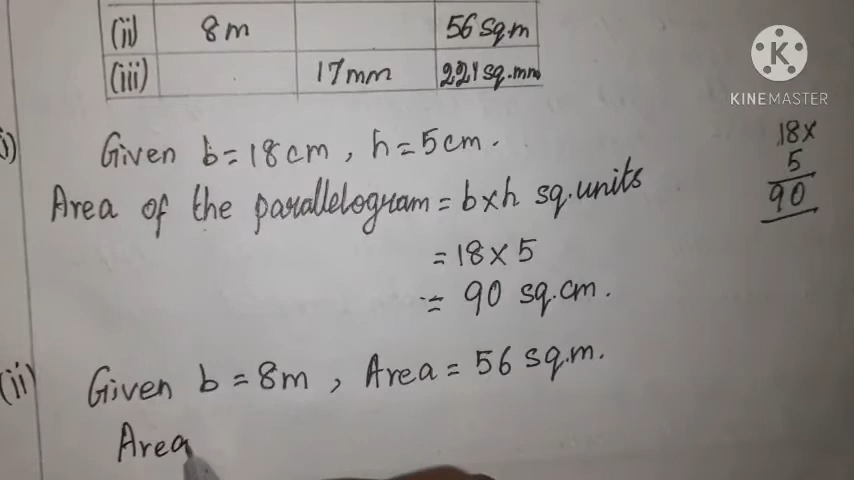 (ii) 8m 56 sq.m
(iii) 17mm 221 sq.mm
KINEMASTER
i) Given b = 18cm, h = 5cm.
18×
5
90
Area of the parallelogram = b×h sq.units
= 18 × 5
= 90 sq.cm.
(ii) Given b = 8m, Area = 56 sq.m.
Area